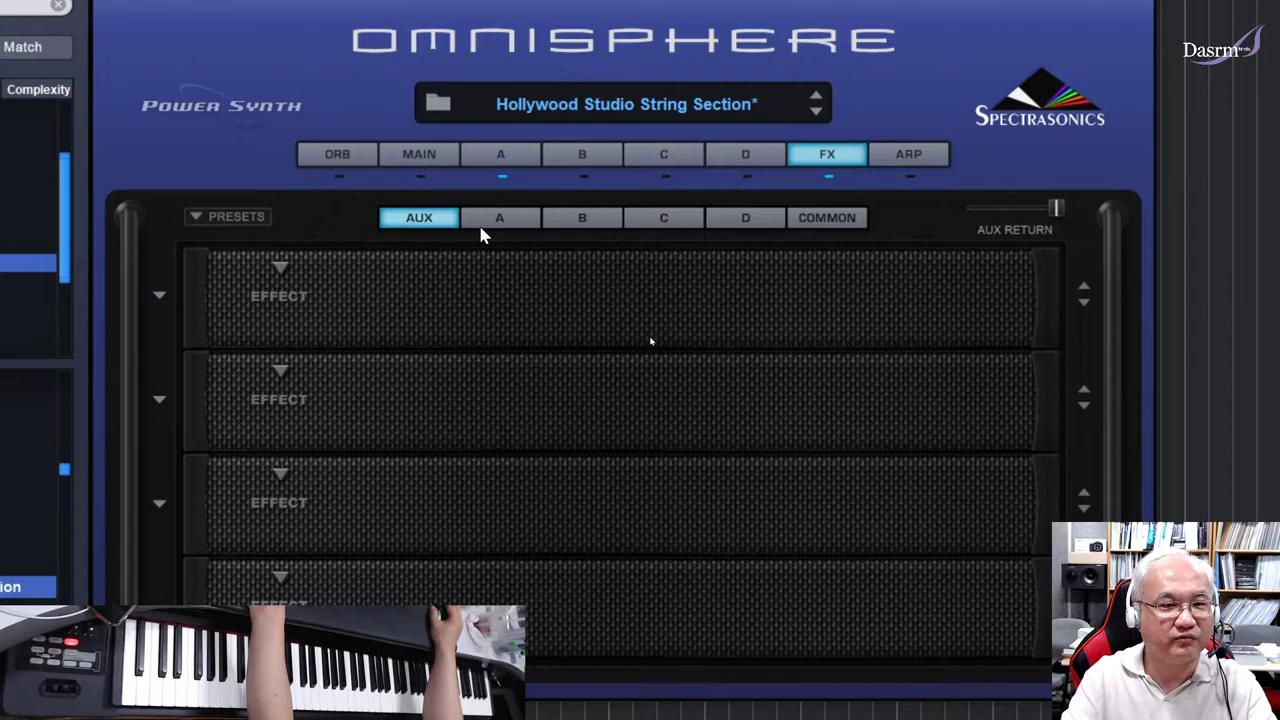 Match
Complexity
OMNISPHERE
Dasrm
POWER SYNTH
Hollywood Studio String Section*
SPECTRASONICS
ORB MAIN A B C D FX ARP
PRESETS
AUX A B C D COMMON
AUX RETURN
EFFECT
EFFECT
EFFECT
ion